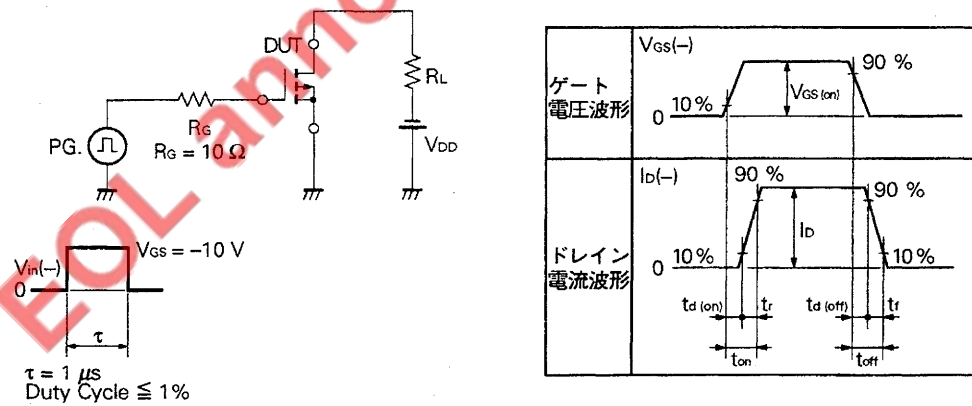 DUT
RL
RG
PG.
RG = 10 Ω
VDD
VGS = −10 V
Vin(−)
0
τ
τ = 1 μs
Duty Cycle ≦ 1%
EOL anno
ゲート
電圧波形
VGS(−)
90 %
10%
VGS(on)
0
ドレイン
電流波形
ID(−)
90 %
90 %
ID
10%
10%
0
td (on)
tr
td (off)
tf
ton
toff